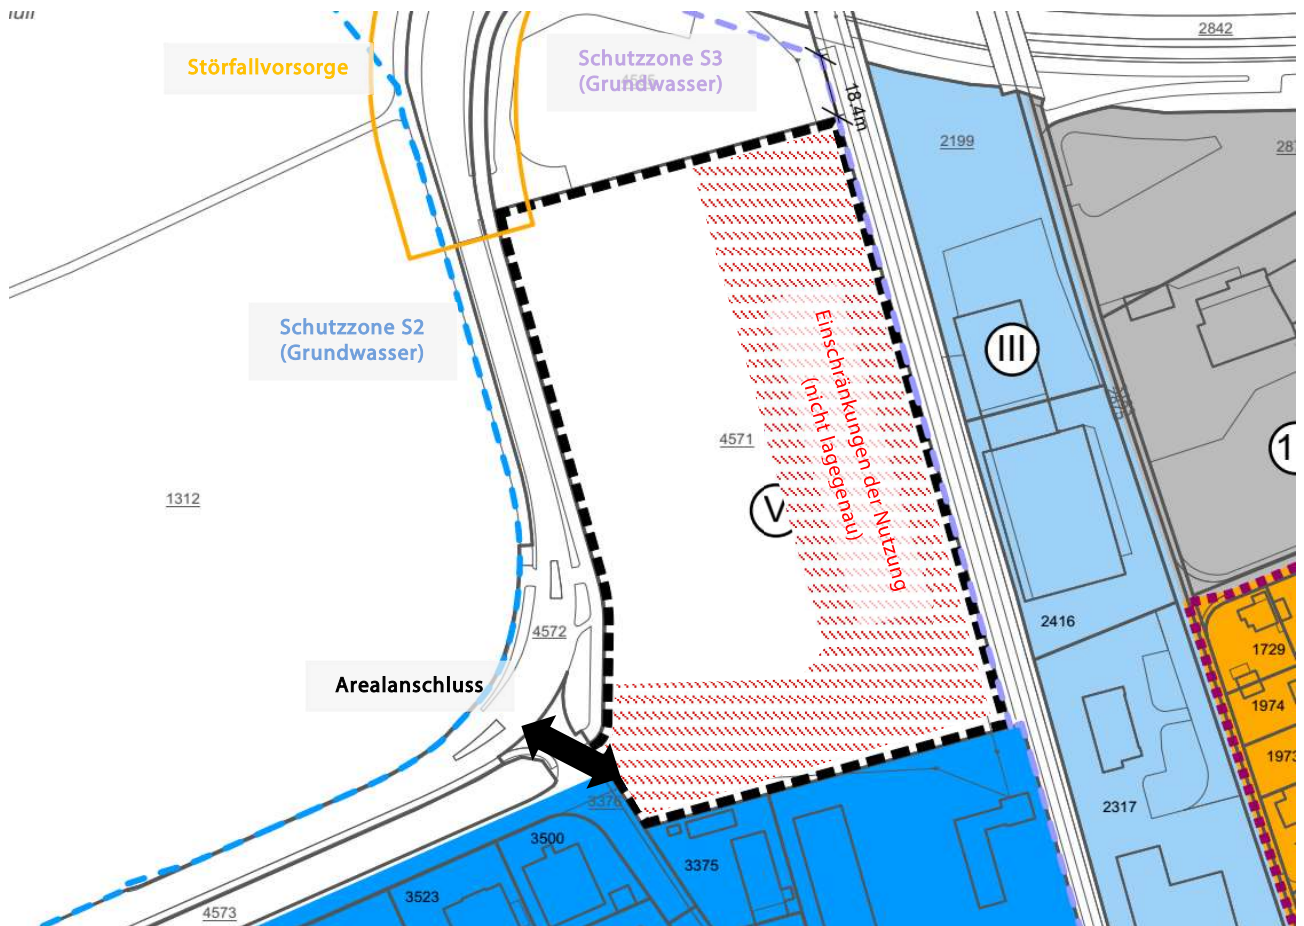 2842
Störfallvorsorge
Schutzzone S3
(Grundwasser)
18.4m
2199
Schutzzone S2
(Grundwasser)
III
Einschränkungen der Nutzung
(nicht lagegenau)
4571
V
1
1312
4572
2416
1729
Arealanschluss
1974
1973
3376
2317
3500
3375
3523
4573